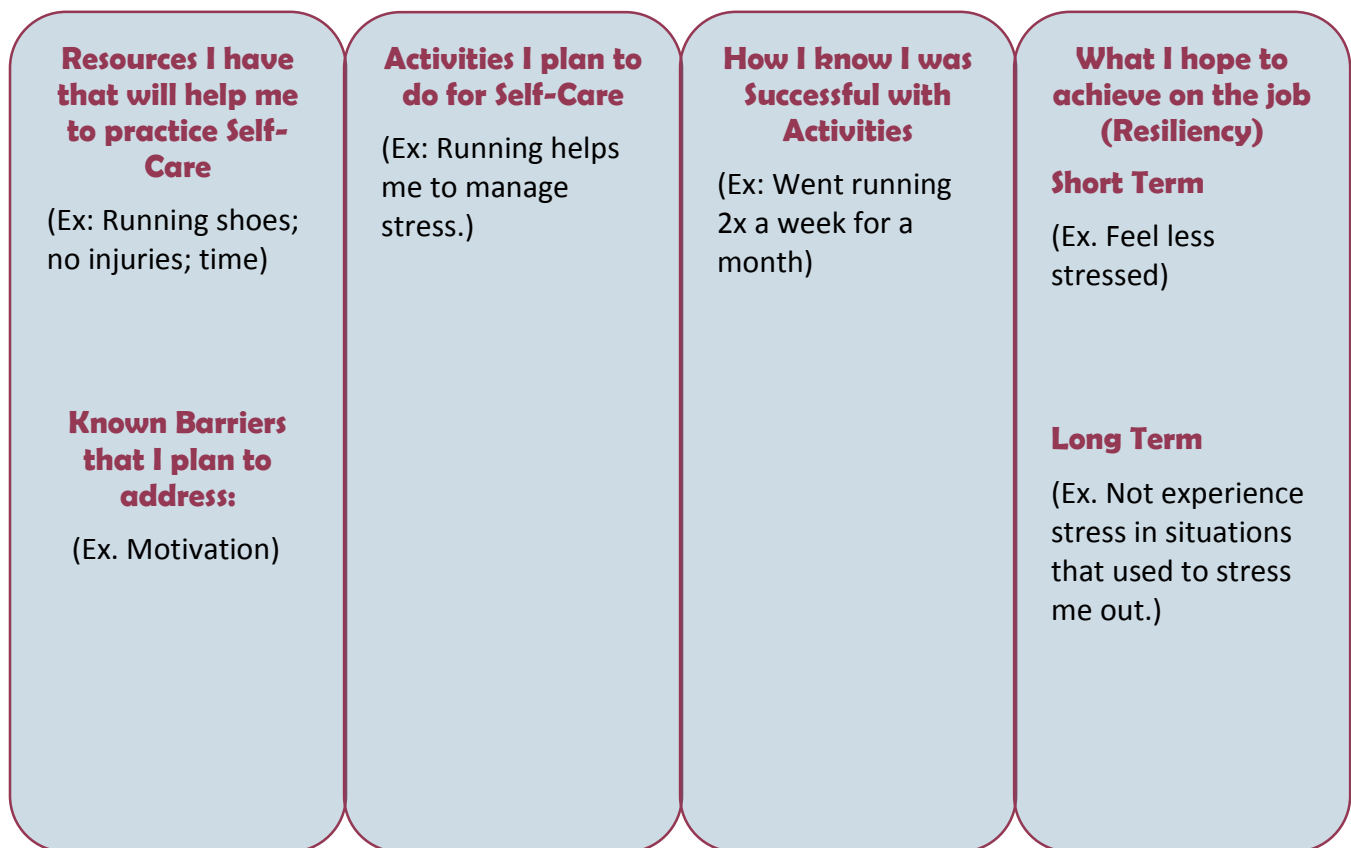 Resources I have
that will help me
to practice Self-
Care
(Ex: Running shoes;
no injuries; time)
Known Barriers
that I plan to
address:
(Ex. Motivation)
Activities I plan to
do for Self-Care
(Ex: Running helps
me to manage
stress.)
How I know I was
Successful with
Activities
(Ex: Went running
2x a week for a
month)
What I hope to
achieve on the job
(Resiliency)
Short Term
(Ex. Feel less
stressed)
Long Term
(Ex. Not experience
stress in situations
that used to stress
me out.)